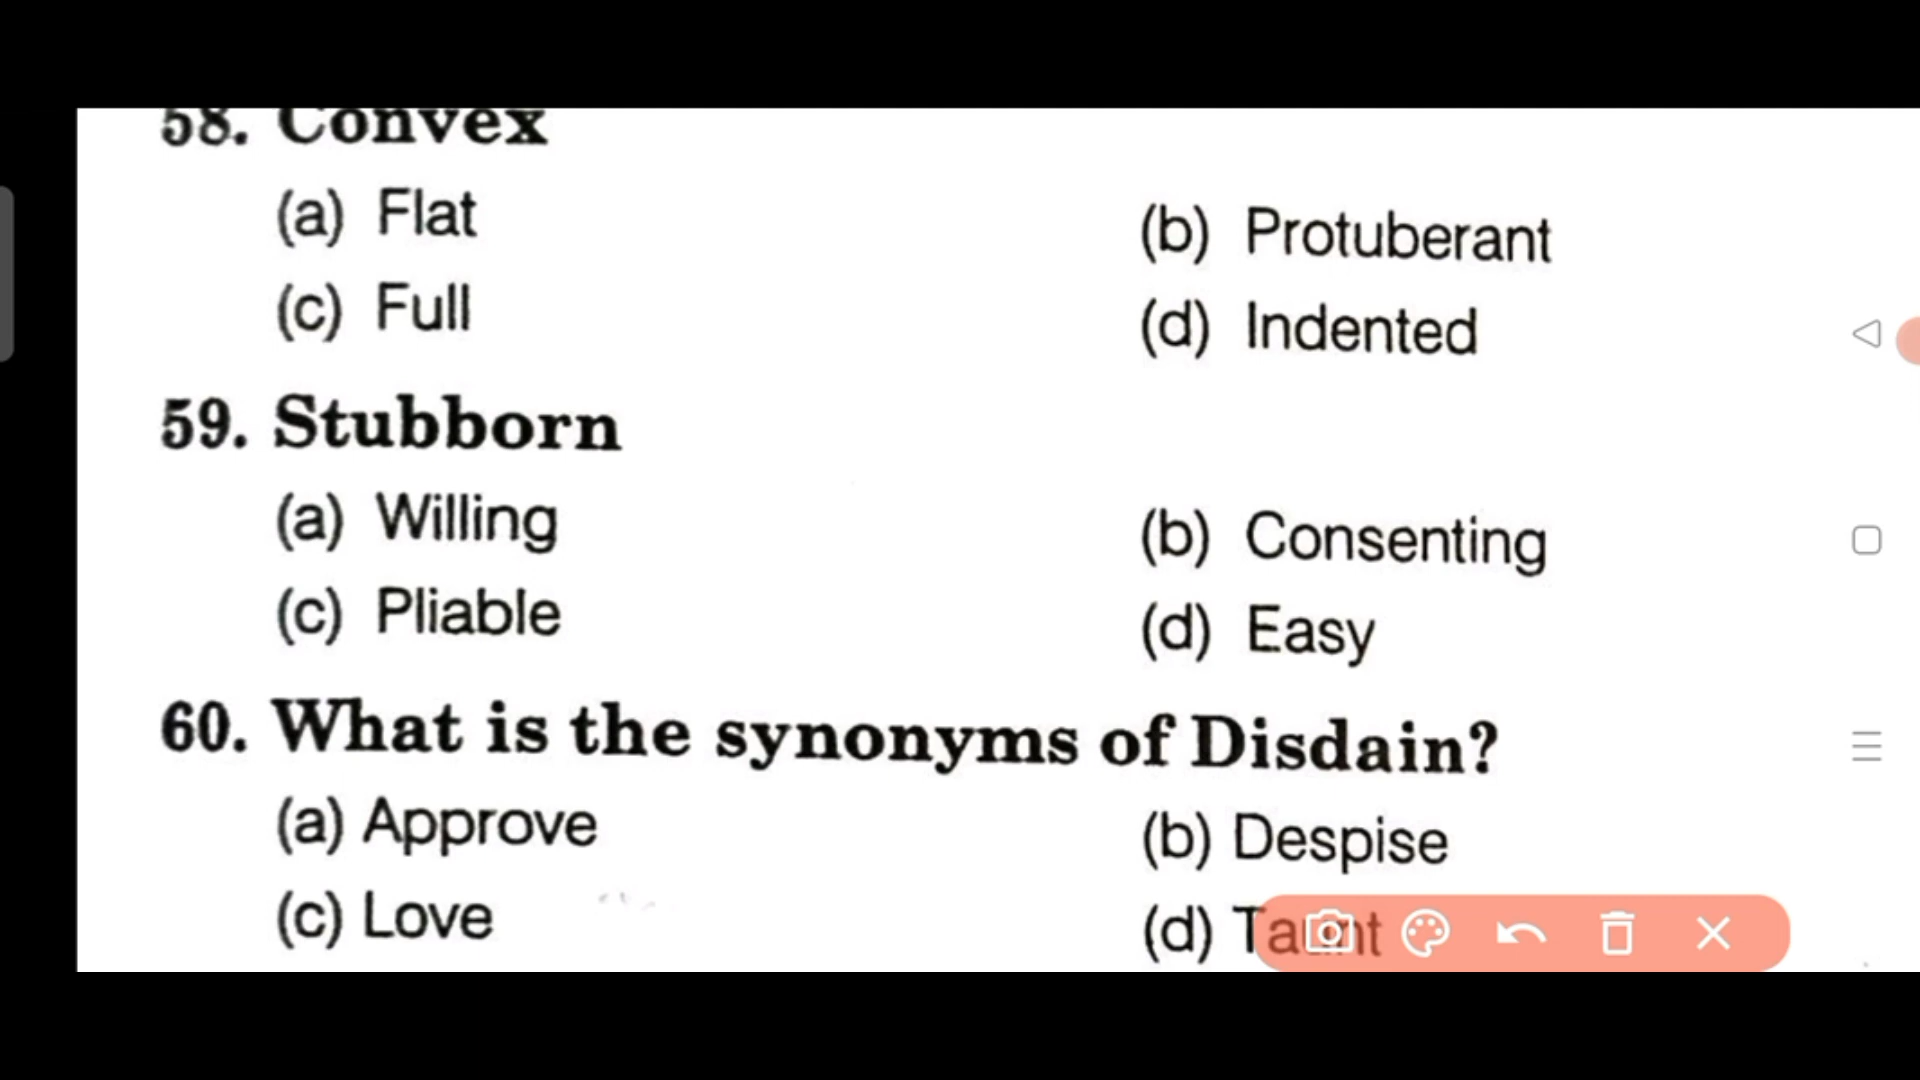 58. Convex
(a) Flat
(b) Protuberant
(c) Full
(d) Indented
59. Stubborn
(a) Willing
(b) Consenting
(c) Pliable
(d) Easy
60. What is the synonyms of Disdain?
(a) Approve
(b) Despise
(c) Love
(d) Taunt